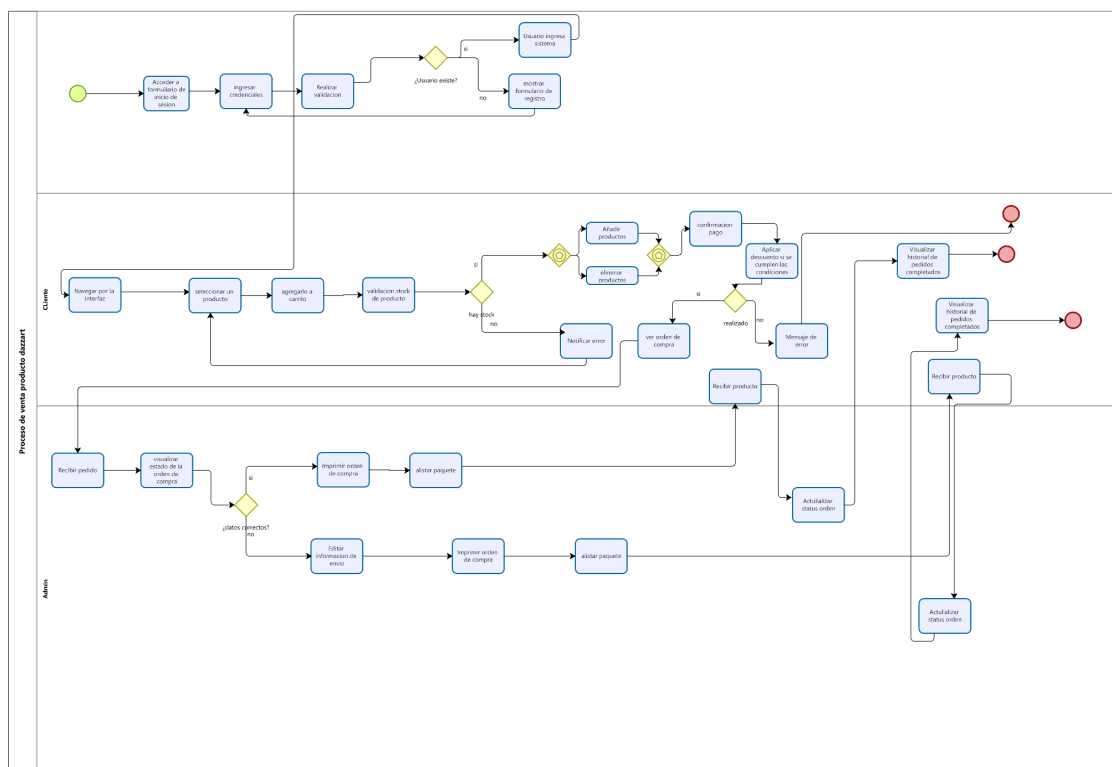 Proceso de venta producto dazzart
Acceder a
formulario de
inicio de
sesion
ingresar
credenciales
Realizar
validacion
¿Usuario existe?
si
no
Usuario ingresa
sistema
mostrar
formulario de
registro
CLiente
Navegar por la
interfaz
seleccionar un
producto
agregarlo a
carrito
validacion stock
de producto
si
hay stock
no
Notificar error
Añadir
productos
elimirar
productos
confirmacion
pago
Aplicar
descuento si se
cumplen las
condiciones
si
realizado
no
ver orden de
compra
Mensaje de
error
Visualizar
historial de
pedidos
completados
Visualizar
historial de
pedidos
completados
Recibir producto
Recibir producto
Admin
Recibir pedido
visualizar
estado de la
orden de
compra
si
¿datos correctos?
no
Imprimir orden
de compra
alistar paquete
Actulializar
status orden
Editar
informacion de
envio
Imprimir orden
de compra
alistar paquete
Actulializar
status orden